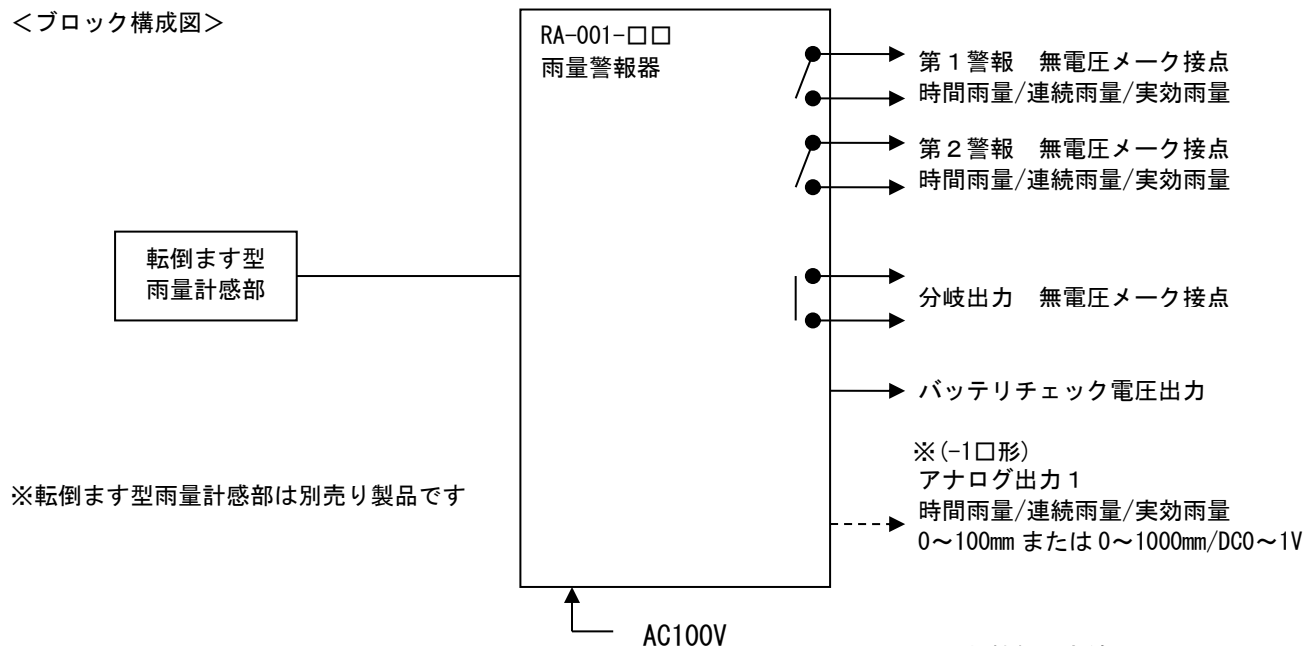 <ブロック構成図>
RA-001-□□
雨量警報器
第1警報　無電圧メーク接点
時間雨量/連続雨量/実効雨量
第2警報　無電圧メーク接点
時間雨量/連続雨量/実効雨量
転倒ます型
雨量計感部
分岐出力　無電圧メーク接点
バッテリチェック電圧出力
※(-1□形)
アナログ出力1
時間雨量/連続雨量/実効雨量
0～100mm または 0～1000mm/DC0～1V
※転倒ます型雨量計感部は別売り製品です
AC100V